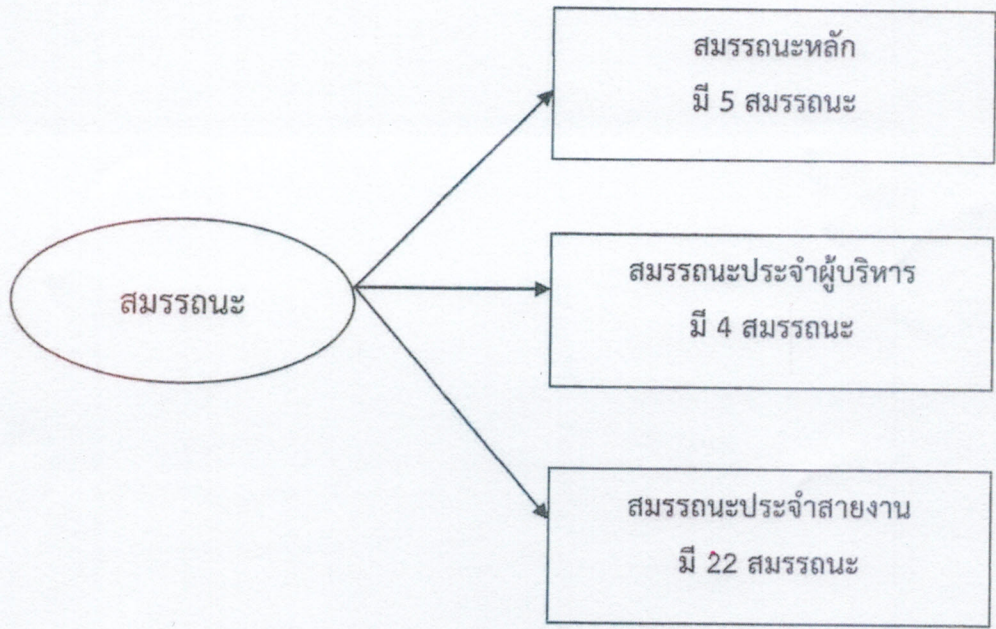 สมรรถนะ
สมรรถนะหลัก
มี 5 สมรรถนะ
สมรรถนะประจำผู้บริหาร
มี 4 สมรรถนะ
สมรรถนะประจำสายงาน
มี 22 สมรรถนะ